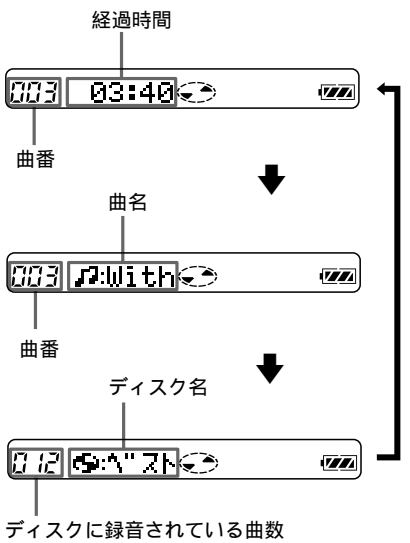 経過時間
003 03:40
曲番
曲名
003 :With
曲番
ディスク名
012 :ベスト
ディスクに録音されている曲数